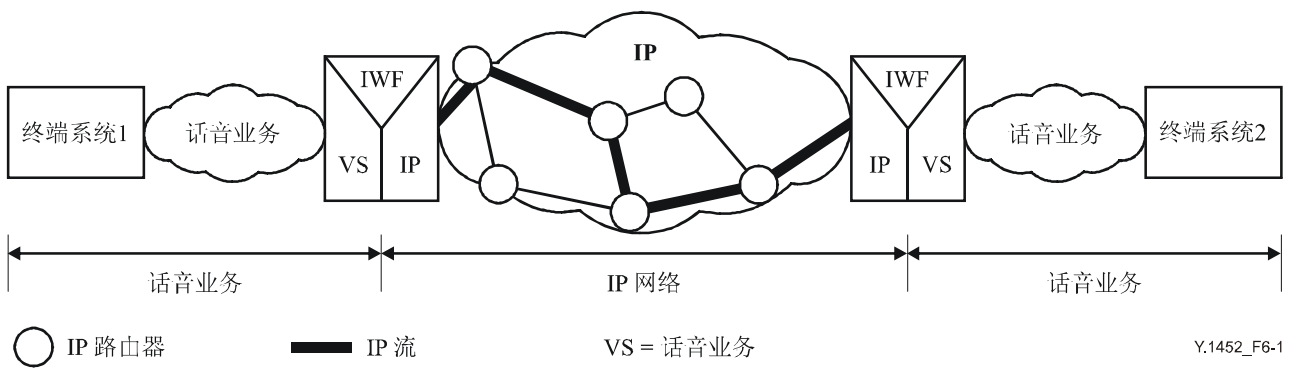 IP
IWF
IWF
终端系统1
话音业务
VS
IP
IP
VS
话音业务
终端系统2
话音业务
IP 网络
话音业务
IP 路由器
IP 流
VS = 话音业务
Y.1452_F6-1